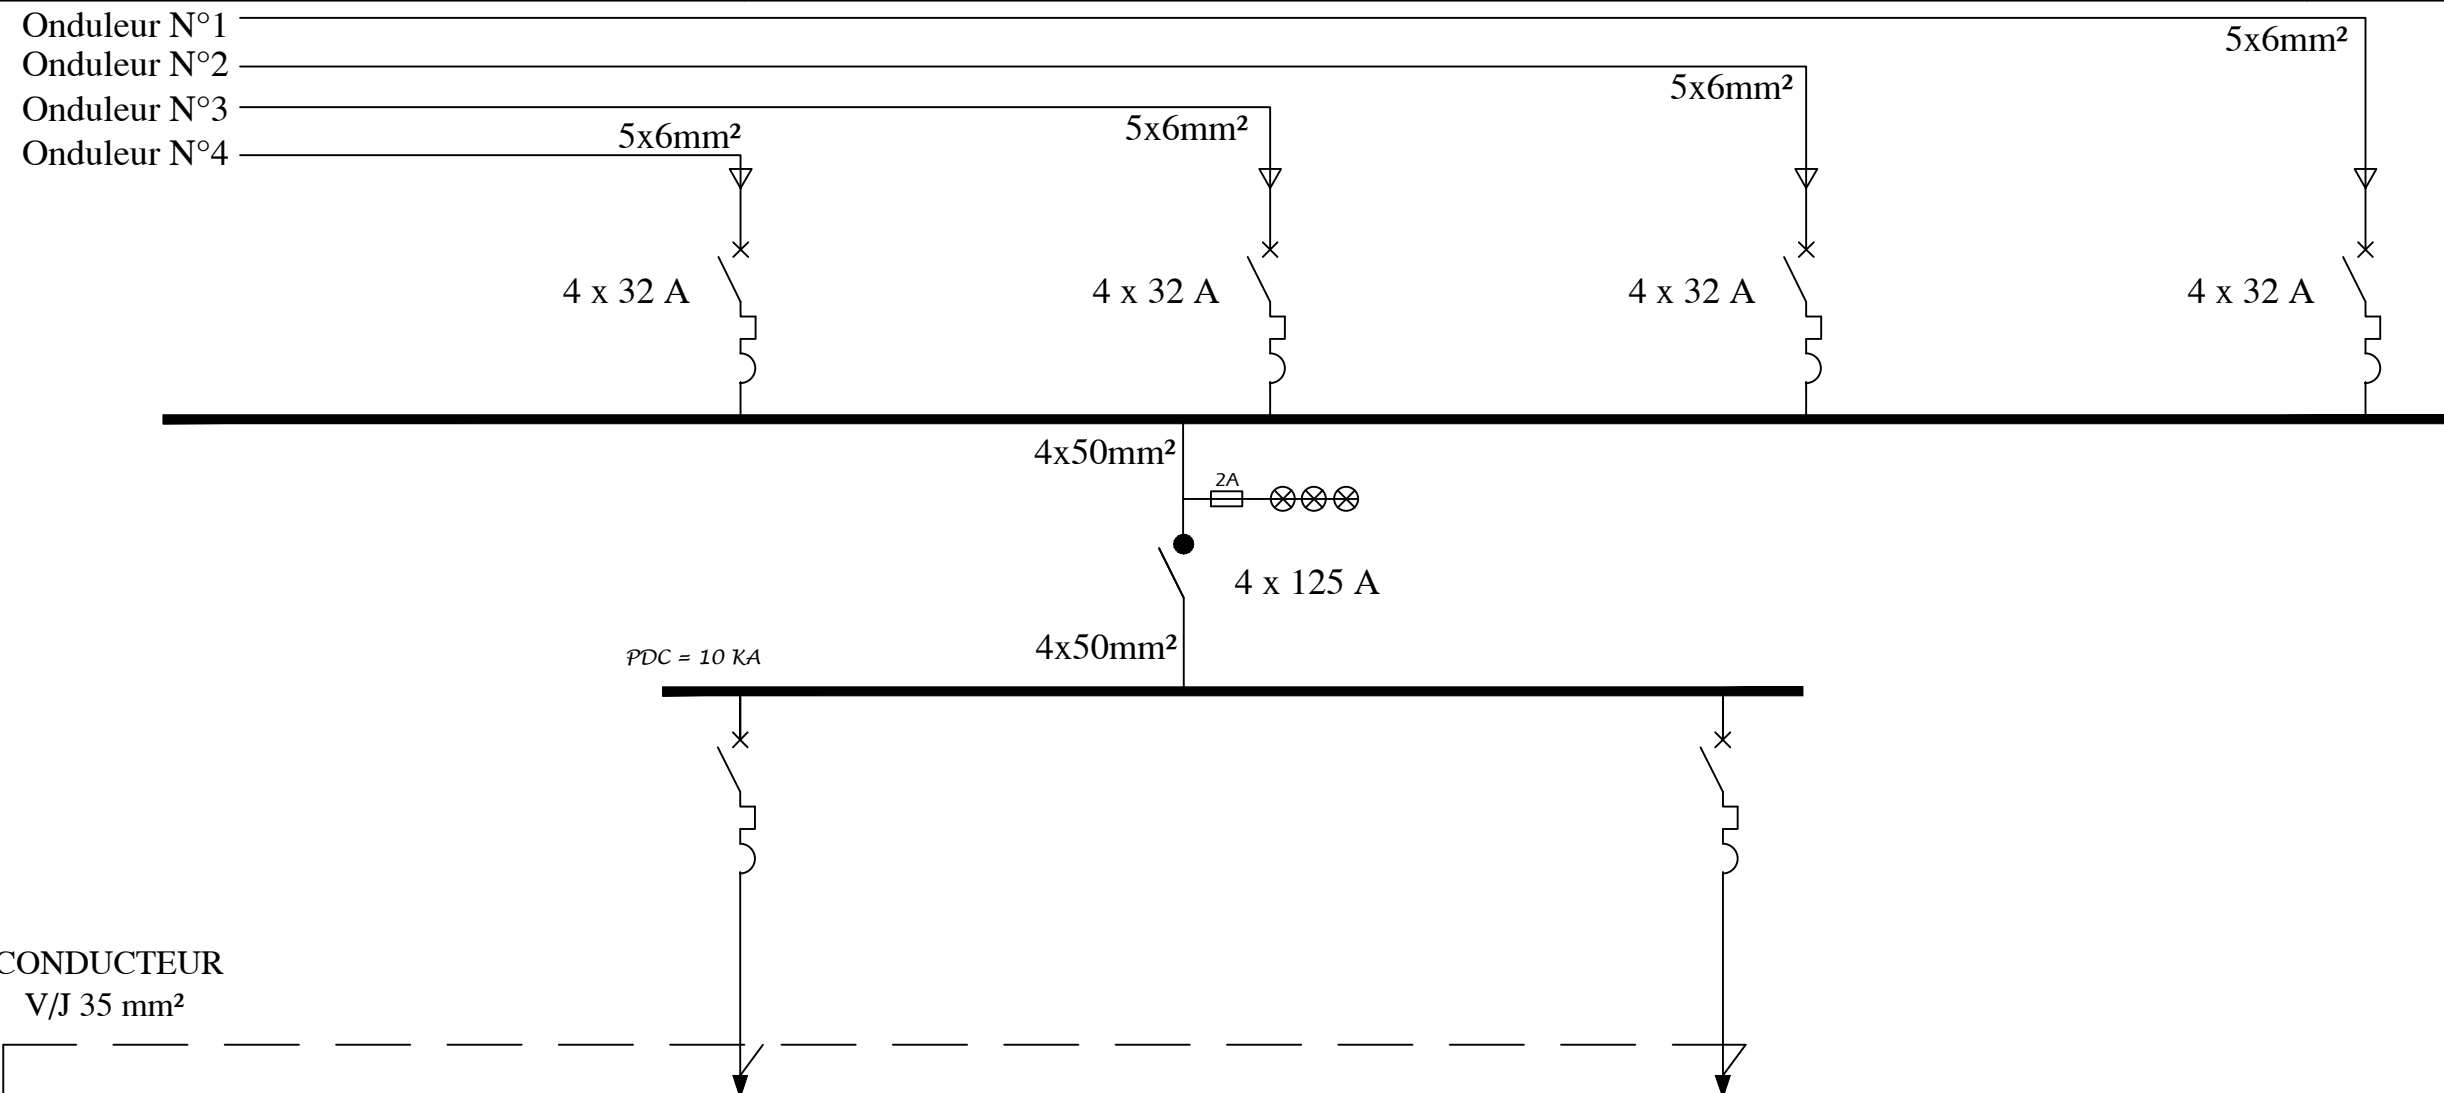 Onduleur N°1
5x6mm²
Onduleur N°2
5x6mm²
Onduleur N°3
5x6mm²
Onduleur N°4
5x6mm²
4 x 32 A
4 x 32 A
4 x 32 A
4 x 32 A
4x50mm²
2A
4 x 125 A
4x50mm²
PDC = 10 KA
CONDUCTEUR
V/J 35 mm²